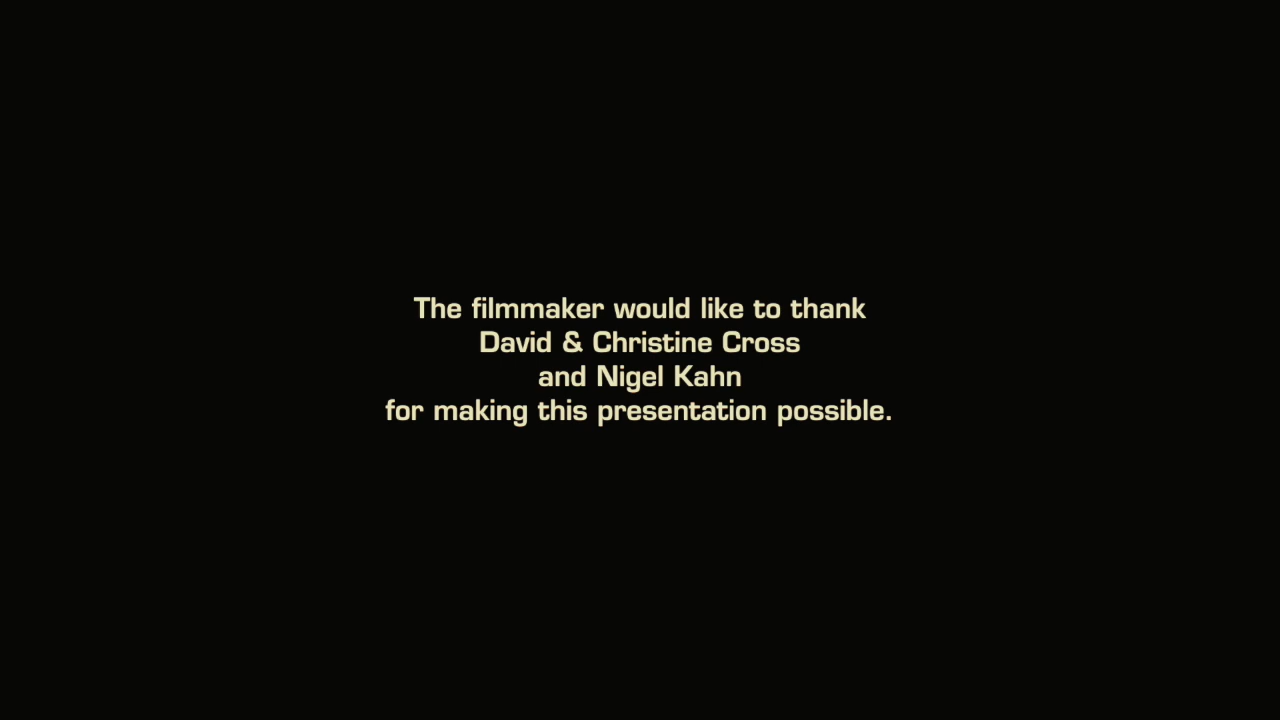 The filmmaker would like to thank
David & Christine Cross
and Nigel Kahn
for making this presentation possible.